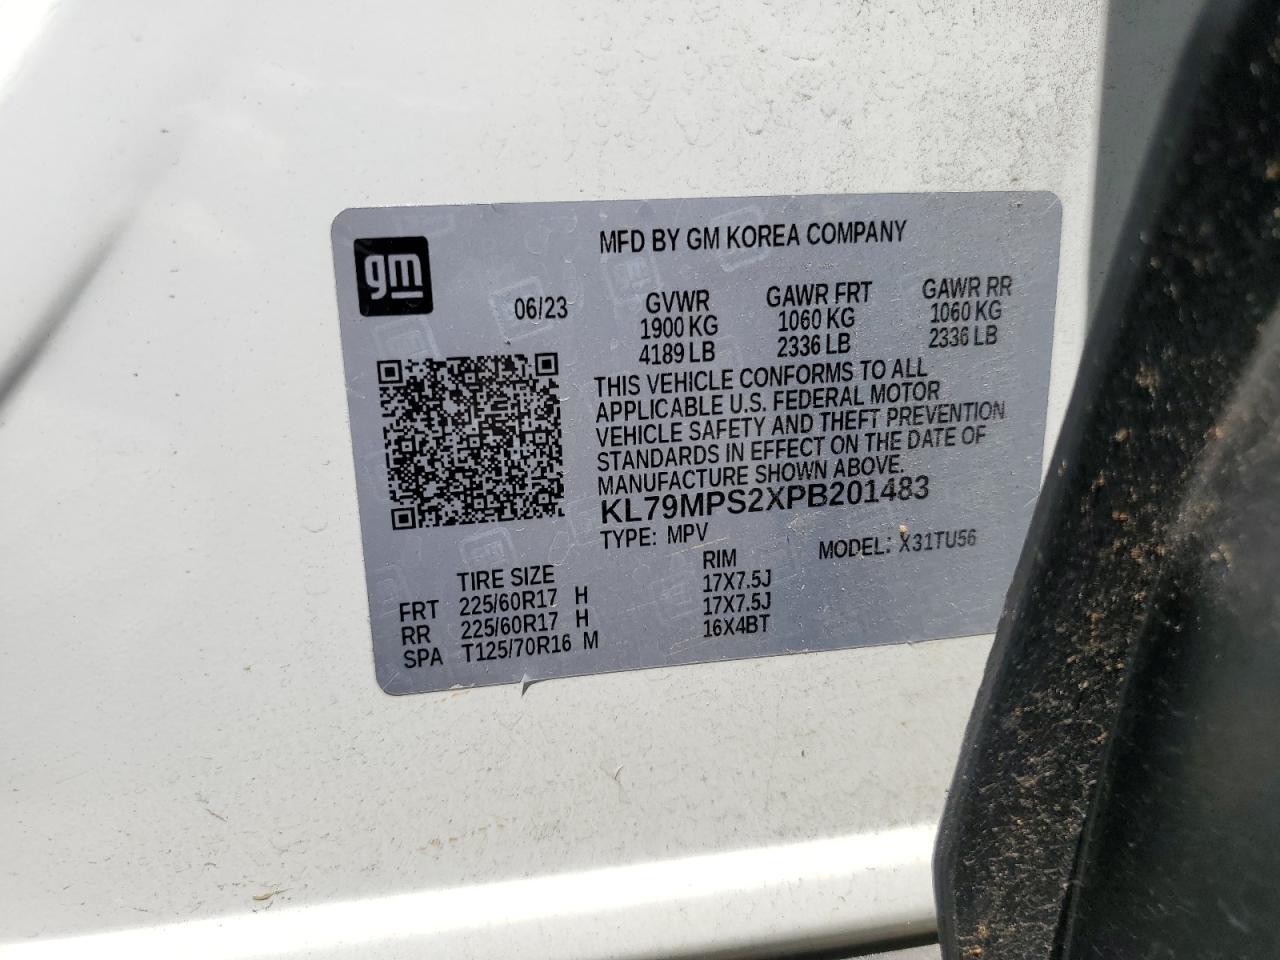 gm
MFD BY GM KOREA COMPANY
06/23
GVWR GAWR FRT GAWR RR
1900 KG 1060 KG 1060 KG
4189 LB 2336 LB 2336 LB
THIS VEHICLE CONFORMS TO ALL
APPLICABLE U.S. FEDERAL MOTOR
VEHICLE SAFETY AND THEFT PREVENTION
STANDARDS IN EFFECT ON THE DATE OF
MANUFACTURE SHOWN ABOVE.
KL79MPS2XPB201483
TYPE: MPV MODEL: X31TU56
TIRE SIZE RIM
FRT 225/60R17 H 17X7.5J
RR 225/60R17 H 17X7.5J
SPA T125/70R16 M 16X4BT